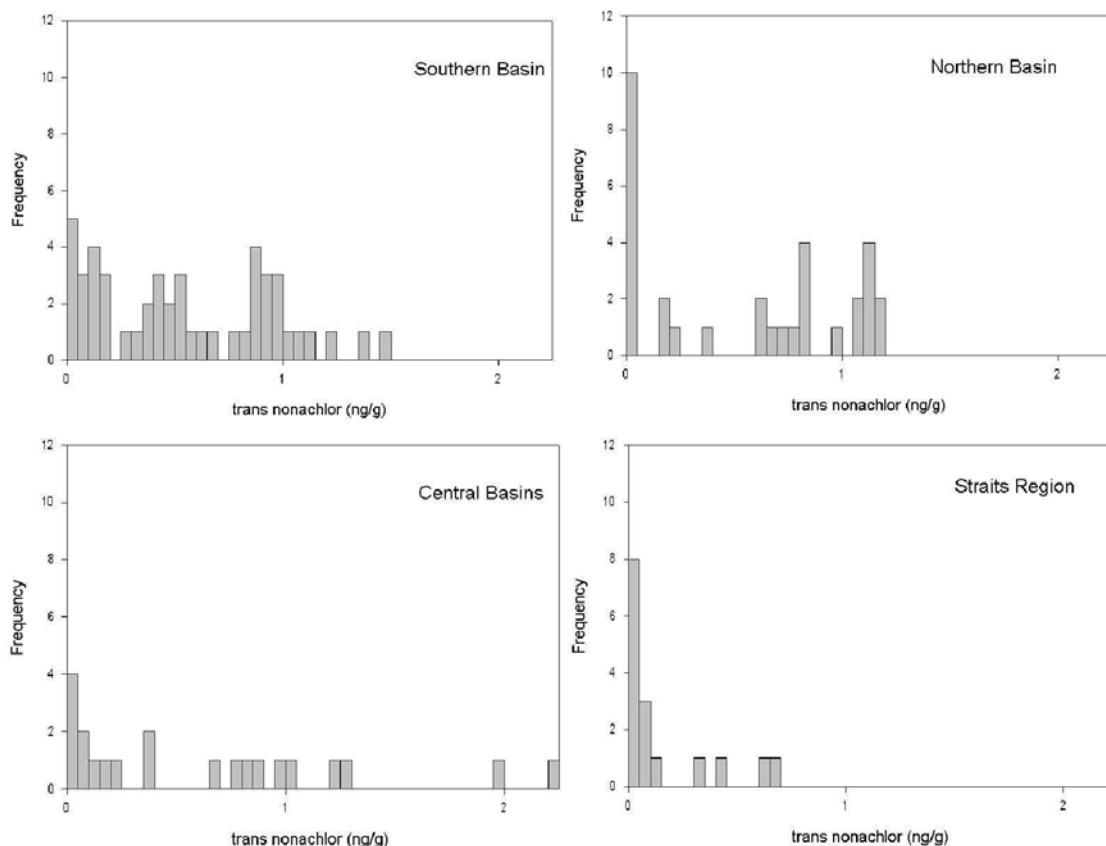 12
10
8
6
4
2
0
Frequency
Southern Basin
0 1 2
trans nonachlor (ng/g)
12
10
8
6
4
2
0
Frequency
Northern Basin
0 1 2
trans nonachlor (ng/g)
12
10
8
6
4
2
0
Frequency
Central Basins
0 1 2
trans nonachlor (ng/g)
12
10
8
6
4
2
0
Frequency
Straits Region
0 1 2
trans nonachlor (ng/g)